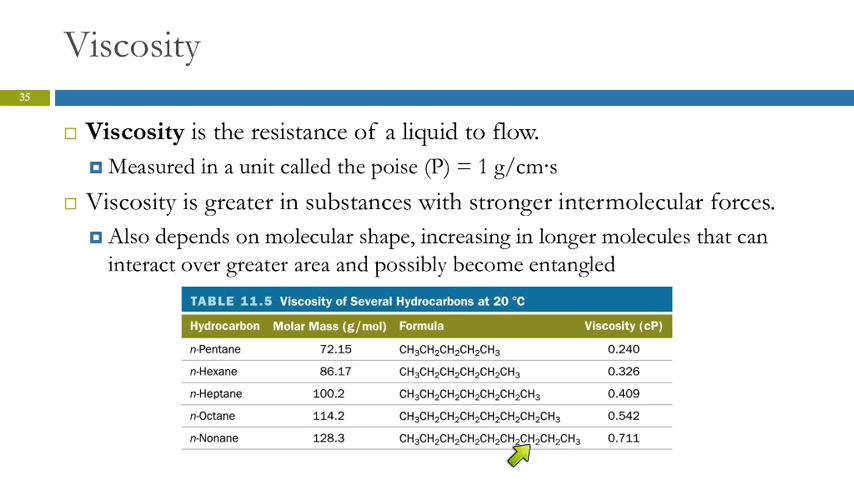 Viscosity
35
Viscosity is the resistance of a liquid to flow.
Measured in a unit called the poise (P) = 1 g/cm·s
Viscosity is greater in substances with stronger intermolecular forces.
Also depends on molecular shape, increasing in longer molecules that can
interact over greater area and possibly become entangled
TABLE 11.5 Viscosity of Several Hydrocarbons at 20 °C
Hydrocarbon Molar Mass (g/mol) Formula Viscosity (cP)
n-Pentane 72.15 CH₃CH₂CH₂CH₂CH₃ 0.240
n-Hexane 86.17 CH₃CH₂CH₂CH₂CH₂CH₃ 0.326
n-Heptane 100.2 CH₃CH₂CH₂CH₂CH₂CH₂CH₃ 0.409
n-Octane 114.2 CH₃CH₂CH₂CH₂CH₂CH₂CH₂CH₃ 0.542
n-Nonane 128.3 CH₃CH₂CH₂CH₂CH₂CH₂CH₂CH₂CH₃ 0.711